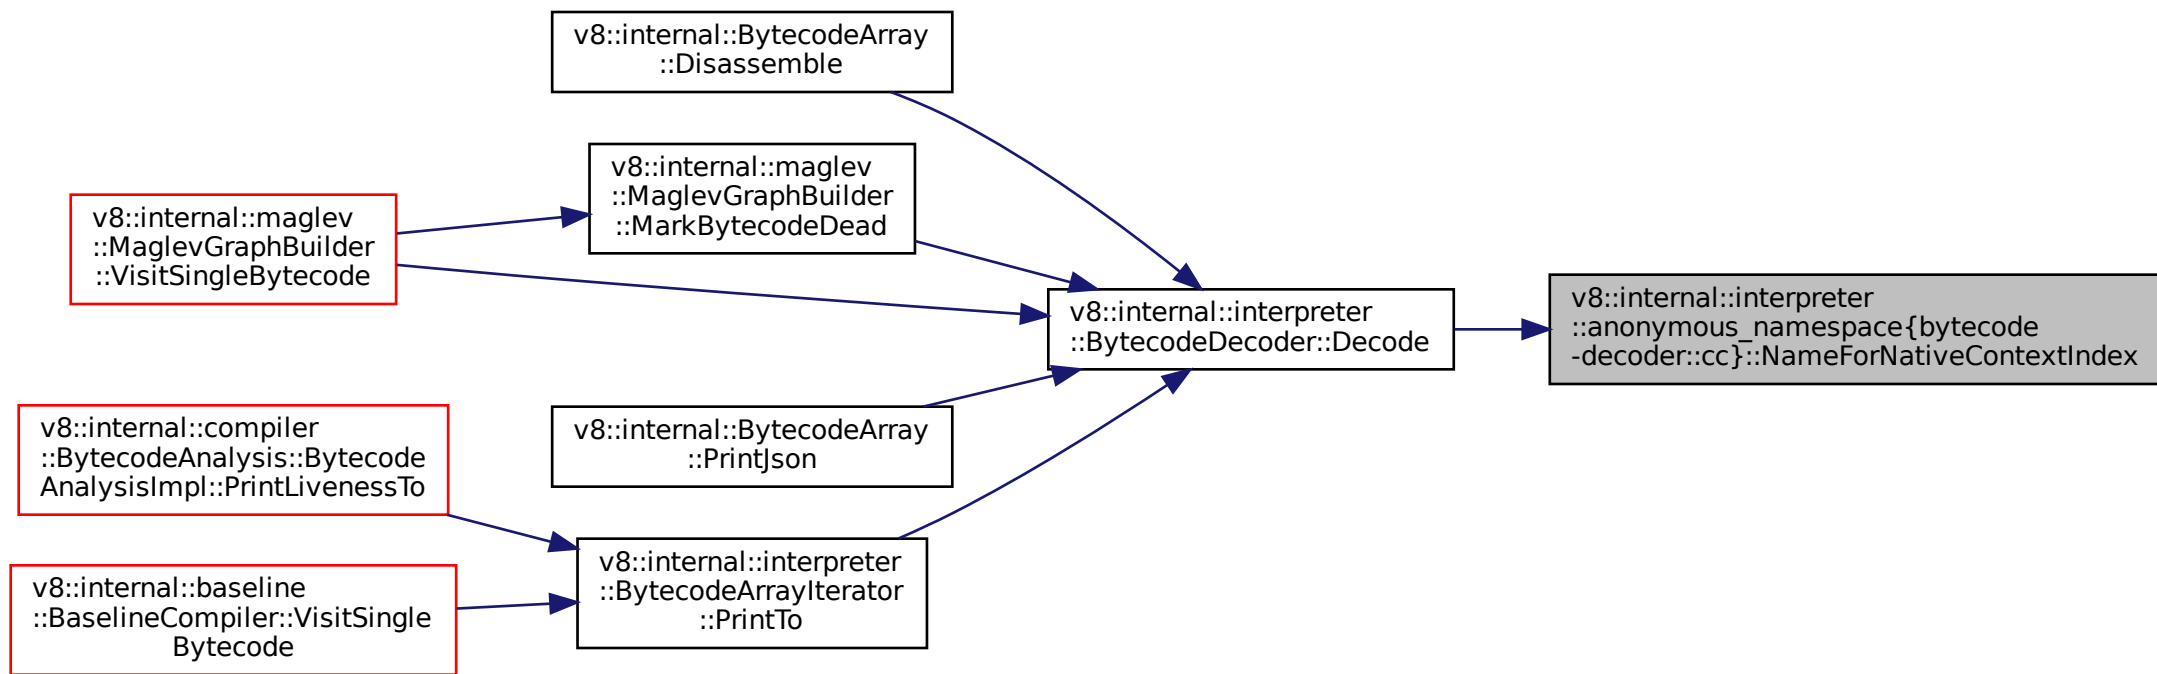 v8::internal::BytecodeArray
::Disassemble
v8::internal::maglev
::MaglevGraphBuilder
::MarkBytecodeDead
v8::internal::maglev
::MaglevGraphBuilder
::VisitSingleBytecode
v8::internal::interpreter
::BytecodeDecoder::Decode
v8::internal::interpreter
::anonymous_namespace{bytecode
-decoder::cc}::NameForNativeContextIndex
v8::internal::BytecodeArray
::PrintJson
v8::internal::compiler
::BytecodeAnalysis::Bytecode
AnalysisImpl::PrintLivenessTo
v8::internal::interpreter
::BytecodeArrayIterator
::PrintTo
v8::internal::baseline
::BaselineCompiler::VisitSingle
Bytecode